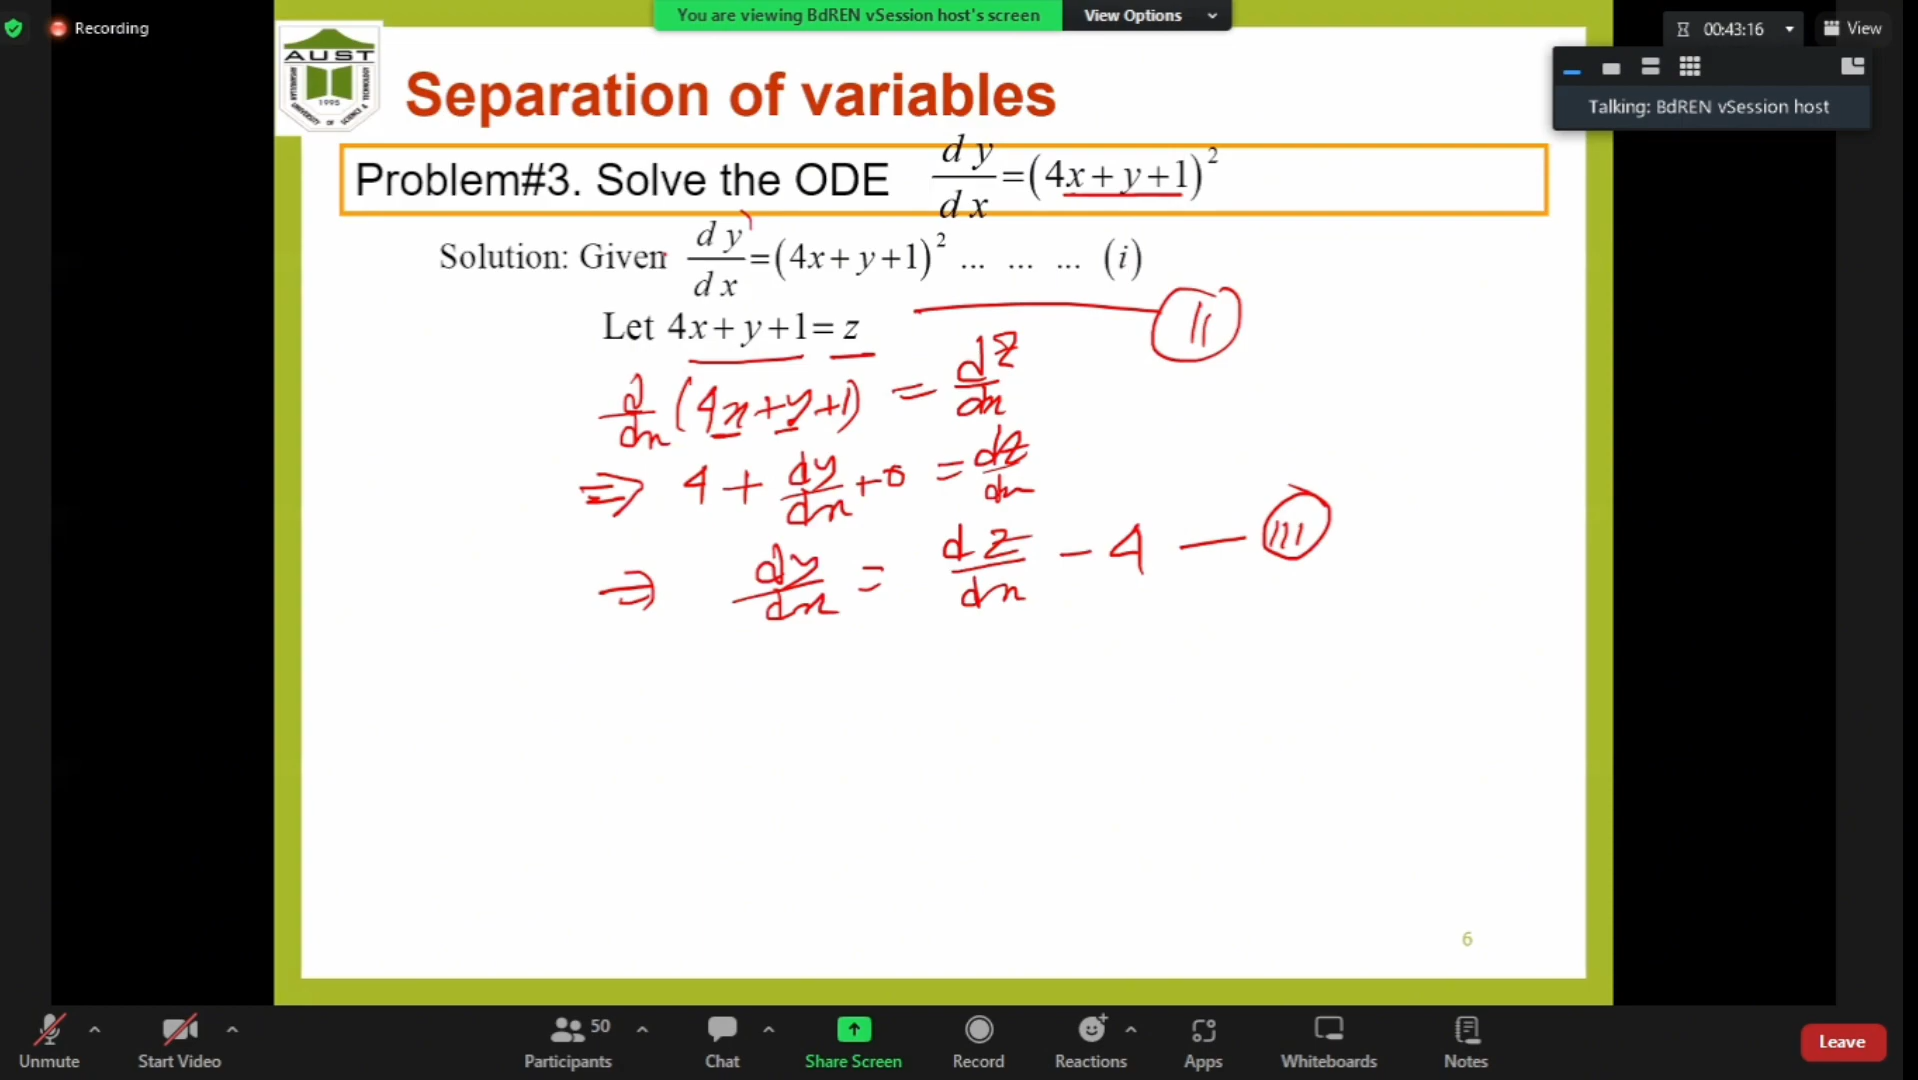 Recording
You are viewing BdREN vSession host's screen
View Options
00:43:16
View
Talking: BdREN vSession host
AUST
1995
Separation of variables
Problem#3. Solve the ODE dy/dx=(4x+y+1)²
Solution: Given dy/dx=(4x+y+1)² ... ... ... (i)
Let 4x+y+1=z — II
d/dx (4x+y+1) = dz/dx
⇒ 4 + dy/dx + 0 = dz/dx
⇒ dy/dx = dz/dx - 4 — III
6
Unmute
Start Video
50
Participants
Chat
Share Screen
Record
Reactions
Apps
Whiteboards
Notes
Leave